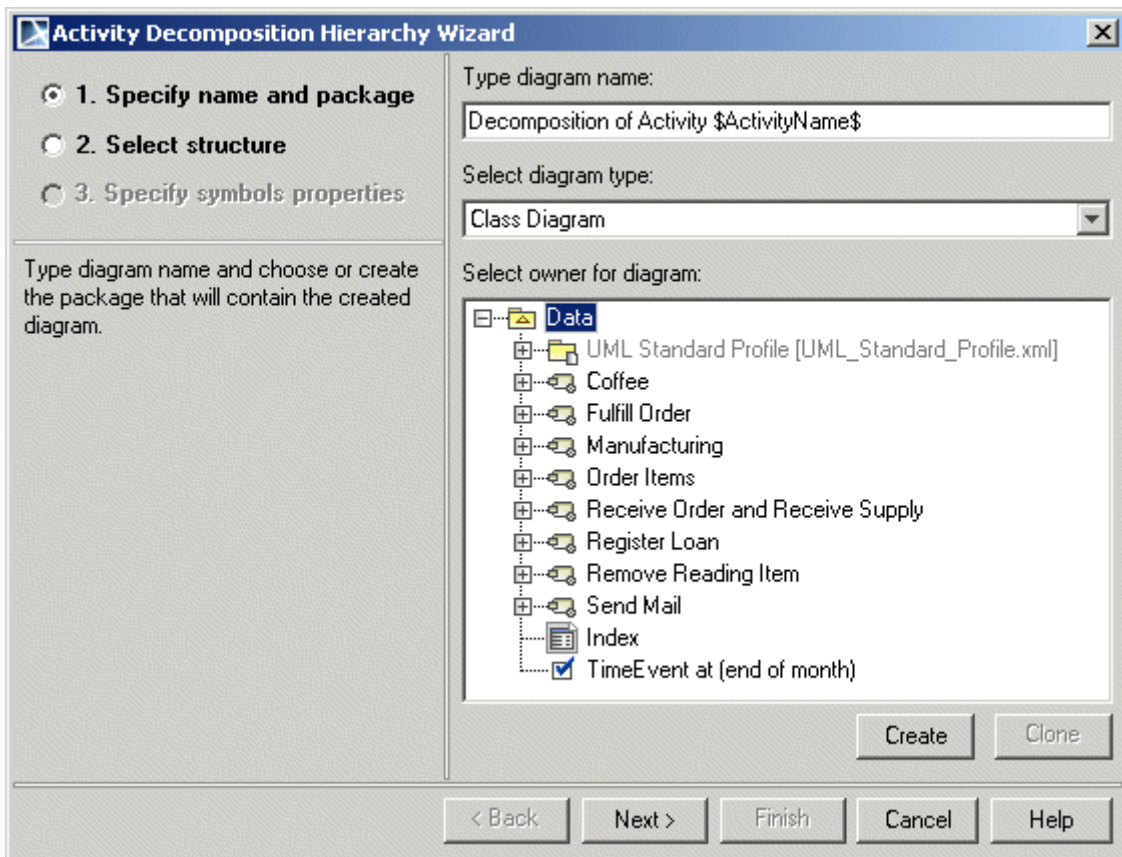 Activity Decomposition Hierarchy Wizard
1. Specify name and package
2. Select structure
3. Specify symbols properties
Type diagram name and choose or create
the package that will contain the created
diagram.
Type diagram name:
Decomposition of Activity $ActivityName$
Select diagram type:
Class Diagram
Select owner for diagram:
Data
UML Standard Profile [UML_Standard_Profile.xml]
Coffee
Fulfill Order
Manufacturing
Order Items
Receive Order and Receive Supply
Register Loan
Remove Reading Item
Send Mail
Index
TimeEvent at (end of month)
Create
Clone
< Back
Next >
Finish
Cancel
Help